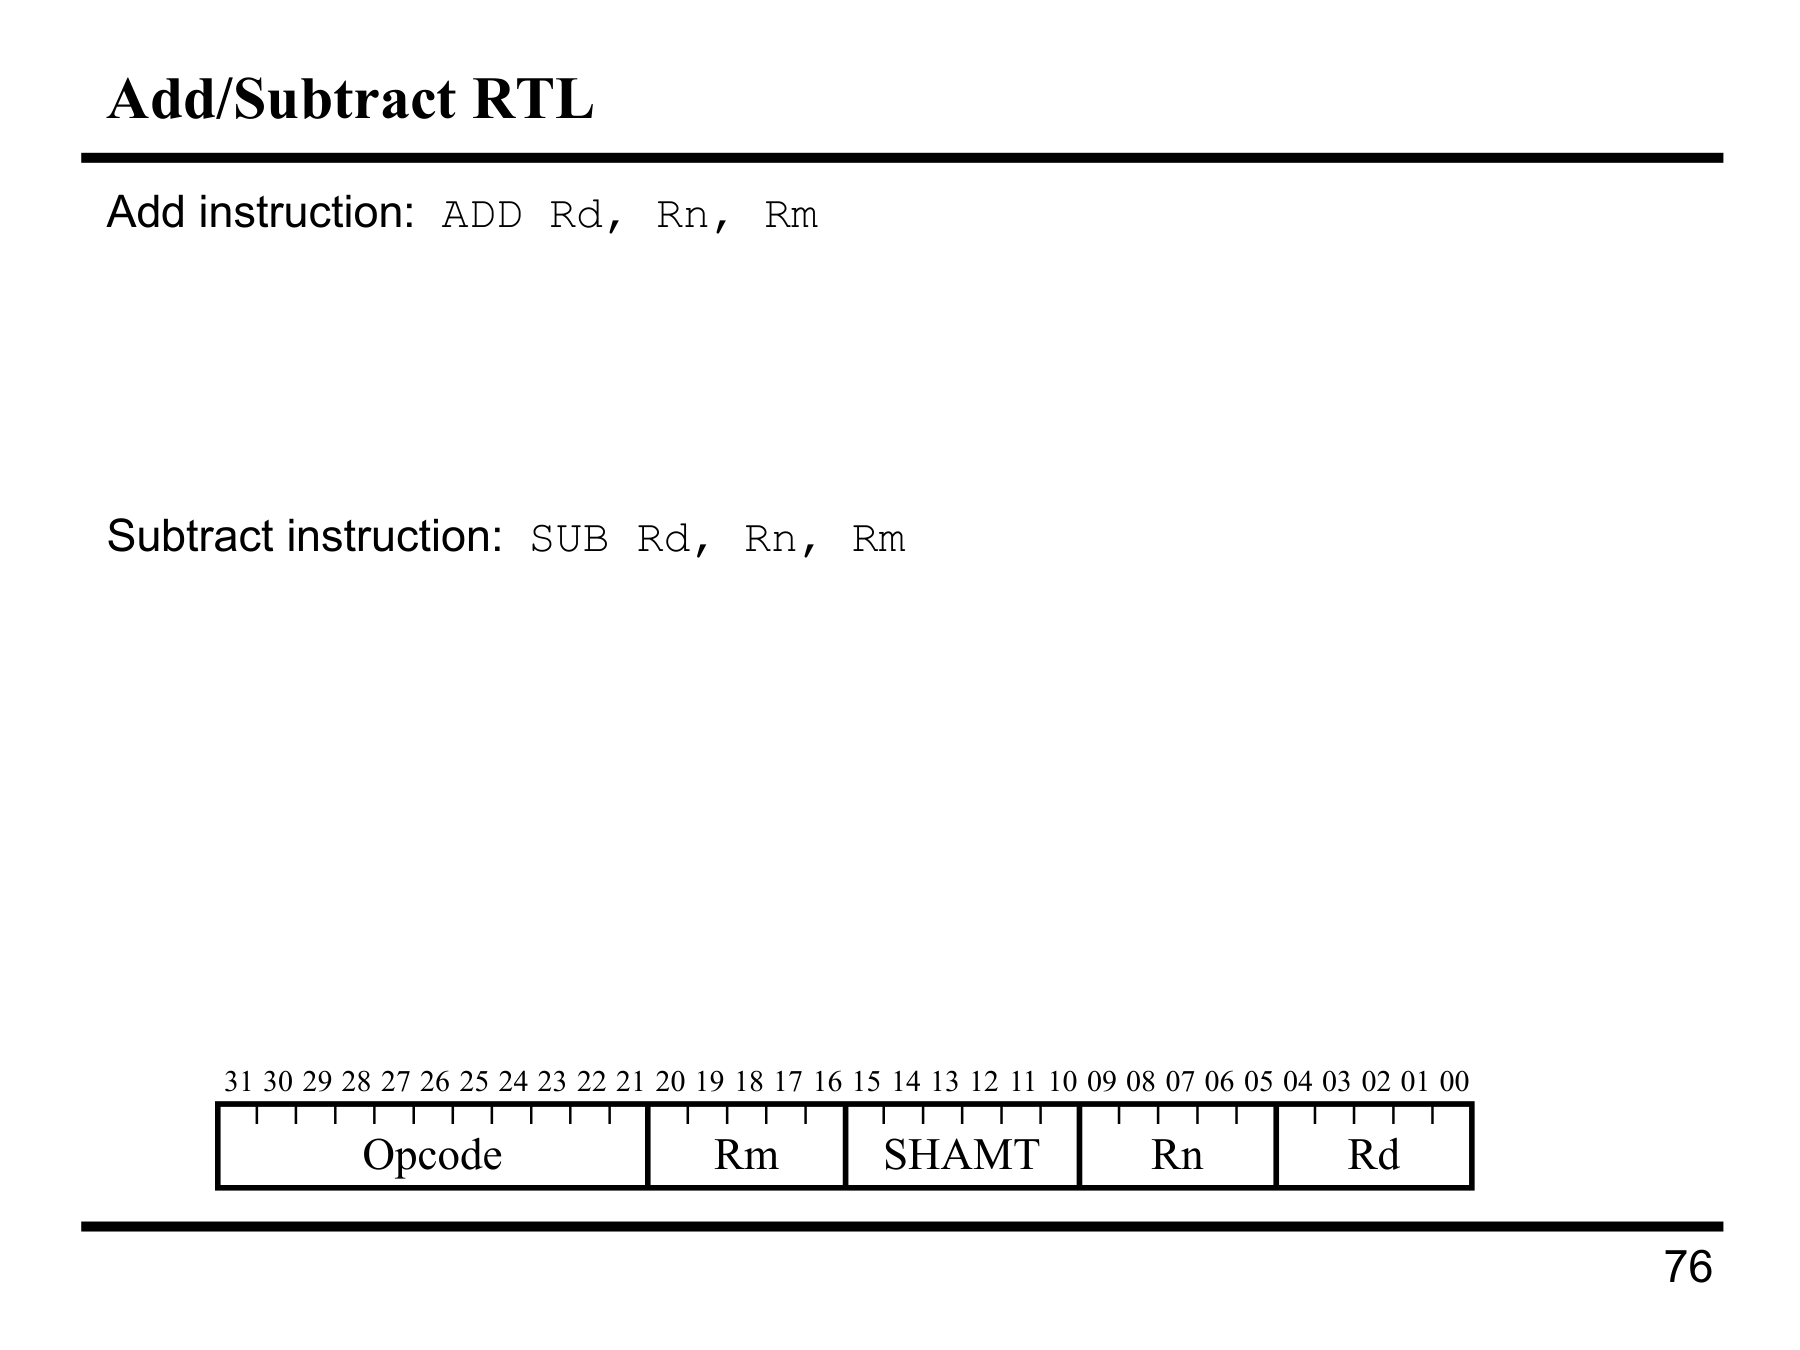 Add/Subtract RTL
Add instruction: ADD Rd, Rn, Rm
Subtract instruction: SUB Rd, Rn, Rm
31 30 29 28 27 26 25 24 23 22 21 20 19 18 17 16 15 14 13 12 11 10 09 08 07 06 05 04 03 02 01 00
Opcode Rm SHAMT Rn Rd
76